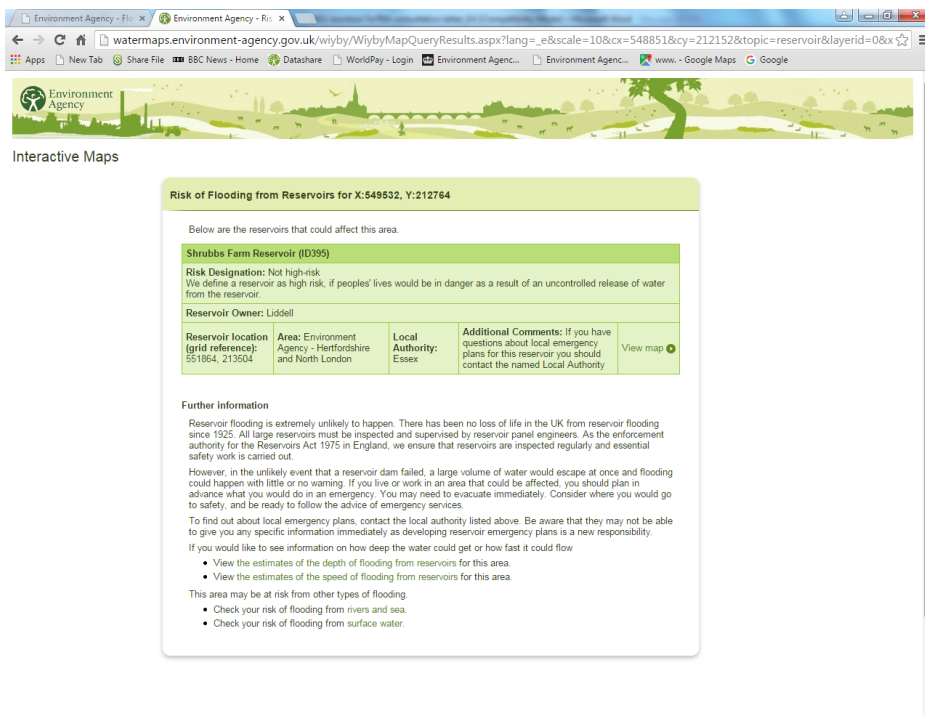 Environment Agency - Flo
Environment Agency - Ris
watermaps.environment-agency.gov.uk/wiyby/WiybyMapQueryResults.aspx?lang=_e&scale=10&cx=548851&cy=212152&topic=reservoir&layerid=0&x
Apps New Tab Share File BBC News - Home Datashare WorldPay - Login Environment Agenc... Environment Agenc... www. - Google Maps Google
Environment
Agency
Interactive Maps
Risk of Flooding from Reservoirs for X:549532, Y:212764
Below are the reservoirs that could affect this area.
Shrubbs Farm Reservoir (ID395)
Risk Designation: Not high-risk
We define a reservoir as high risk, if peoples' lives would be in danger as a result of an uncontrolled release of water
from the reservoir.
Reservoir Owner: Liddell
Reservoir location
(grid reference):
551864, 213504
Area: Environment
Agency - Hertfordshire
and North London
Local
Authority:
Essex
Additional Comments: If you have
questions about local emergency
plans for this reservoir you should
contact the named Local Authority
View map
Further information
Reservoir flooding is extremely unlikely to happen. There has been no loss of life in the UK from reservoir flooding
since 1925. All large reservoirs must be inspected and supervised by reservoir panel engineers. As the enforcement
authority for the Reservoirs Act 1975 in England, we ensure that reservoirs are inspected regularly and essential
safety work is carried out.
However, in the unlikely event that a reservoir dam failed, a large volume of water would escape at once and flooding
could happen with little or no warning. If you live or work in an area that could be affected, you should plan in
advance what you would do in an emergency. You may need to evacuate immediately. Consider where you would go
to safety, and be ready to follow the advice of emergency services.
To find out about local emergency plans, contact the local authority listed above. Be aware that they may not be able
to give you any specific information immediately as developing reservoir emergency plans is a new responsibility.
If you would like to see information on how deep the water could get or how fast it could flow
• View the estimates of the depth of flooding from reservoirs for this area.
• View the estimates of the speed of flooding from reservoirs for this area.
This area may be at risk from other types of flooding.
• Check your risk of flooding from rivers and sea.
• Check your risk of flooding from surface water.